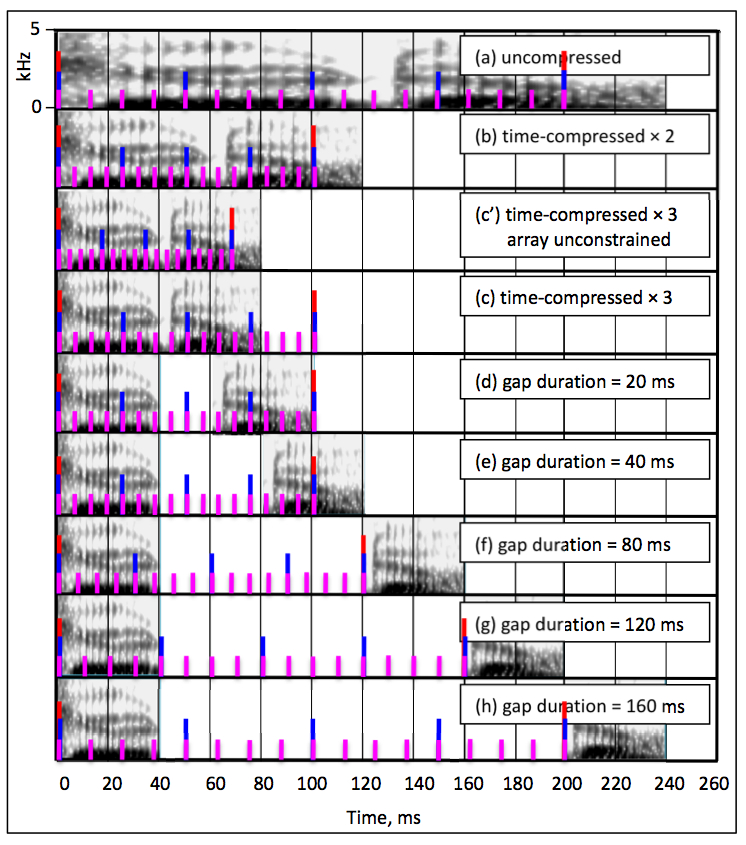 5
kHz
0
(a) uncompressed
(b) time-compressed × 2
(c’) time-compressed × 3
array unconstrained
(c) time-compressed × 3
(d) gap duration = 20 ms
(e) gap duration = 40 ms
(f) gap duration = 80 ms
(g) gap duration = 120 ms
(h) gap duration = 160 ms
0 20 40 60 80 100 120 140 160 180 200 220 240 260
Time, ms